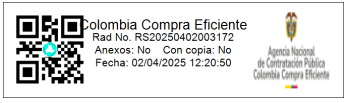 Colombia Compra Eficiente
Rad No. RS20250402003172
Anexos: No Con copia: No
Fecha: 02/04/2025 12:20:50
Agencia Nacional
de Contratación Pública
Colombia Compra Eficiente